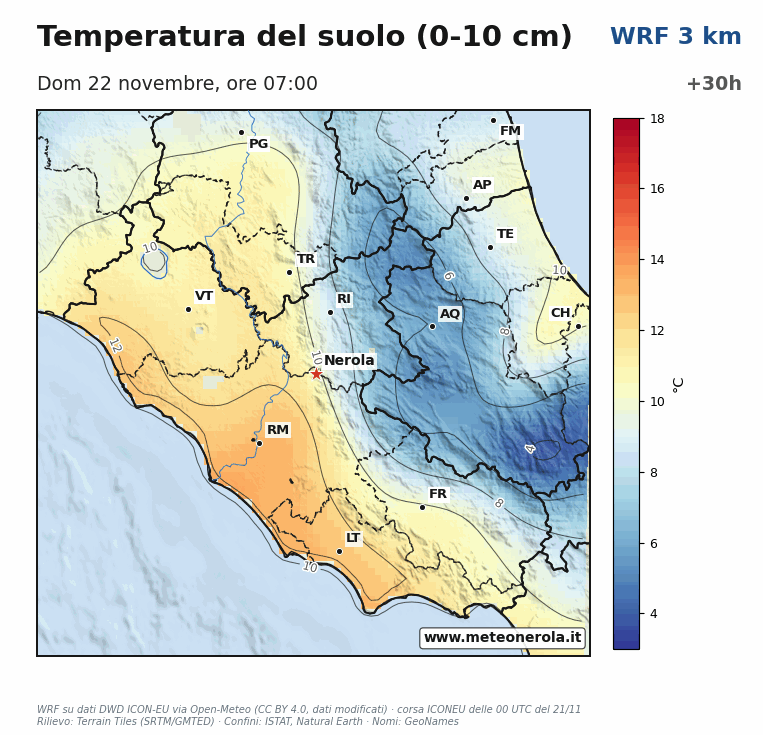 Temperatura del suolo (0-10 cm)
WRF 3 km
Dom 22 novembre, ore 07:00
+30h
FM
PG
AP
TE
10
TR
10
6
VT
RI
AQ
CH
8
12
10
Nerola
RM
4
FR
8
LT
10
www.meteonerola.it
18
16
14
12
10
8
6
4
°C
WRF su dati DWD ICON-EU via Open-Meteo (CC BY 4.0, dati modificati) · corsa ICONEU delle 00 UTC del 21/11
Rilievo: Terrain Tiles (SRTM/GMTED) · Confini: ISTAT, Natural Earth · Nomi: GeoNames